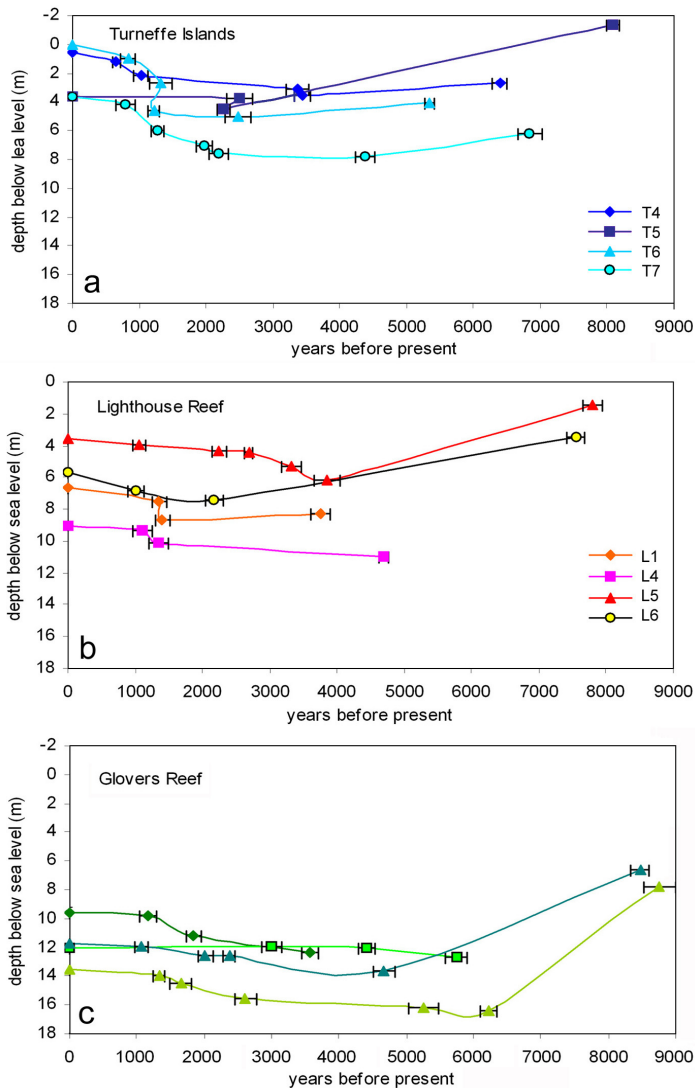 -2
0
2
4
6
8
10
12
14
16
18
depth below lea level (m)
Turneffe Islands
a
T4
T5
T6
T7
0 1000 2000 3000 4000 5000 6000 7000 8000 9000
years before present
0
2
4
6
8
10
12
14
16
18
depth below sea level (m)
Lighthouse Reef
b
L1
L4
L5
L6
0 1000 2000 3000 4000 5000 6000 7000 8000 9000
years before present
-2
0
2
4
6
8
10
12
14
16
18
depth below sea level (m)
Glovers Reef
c
0 1000 2000 3000 4000 5000 6000 7000 8000 9000
years before present